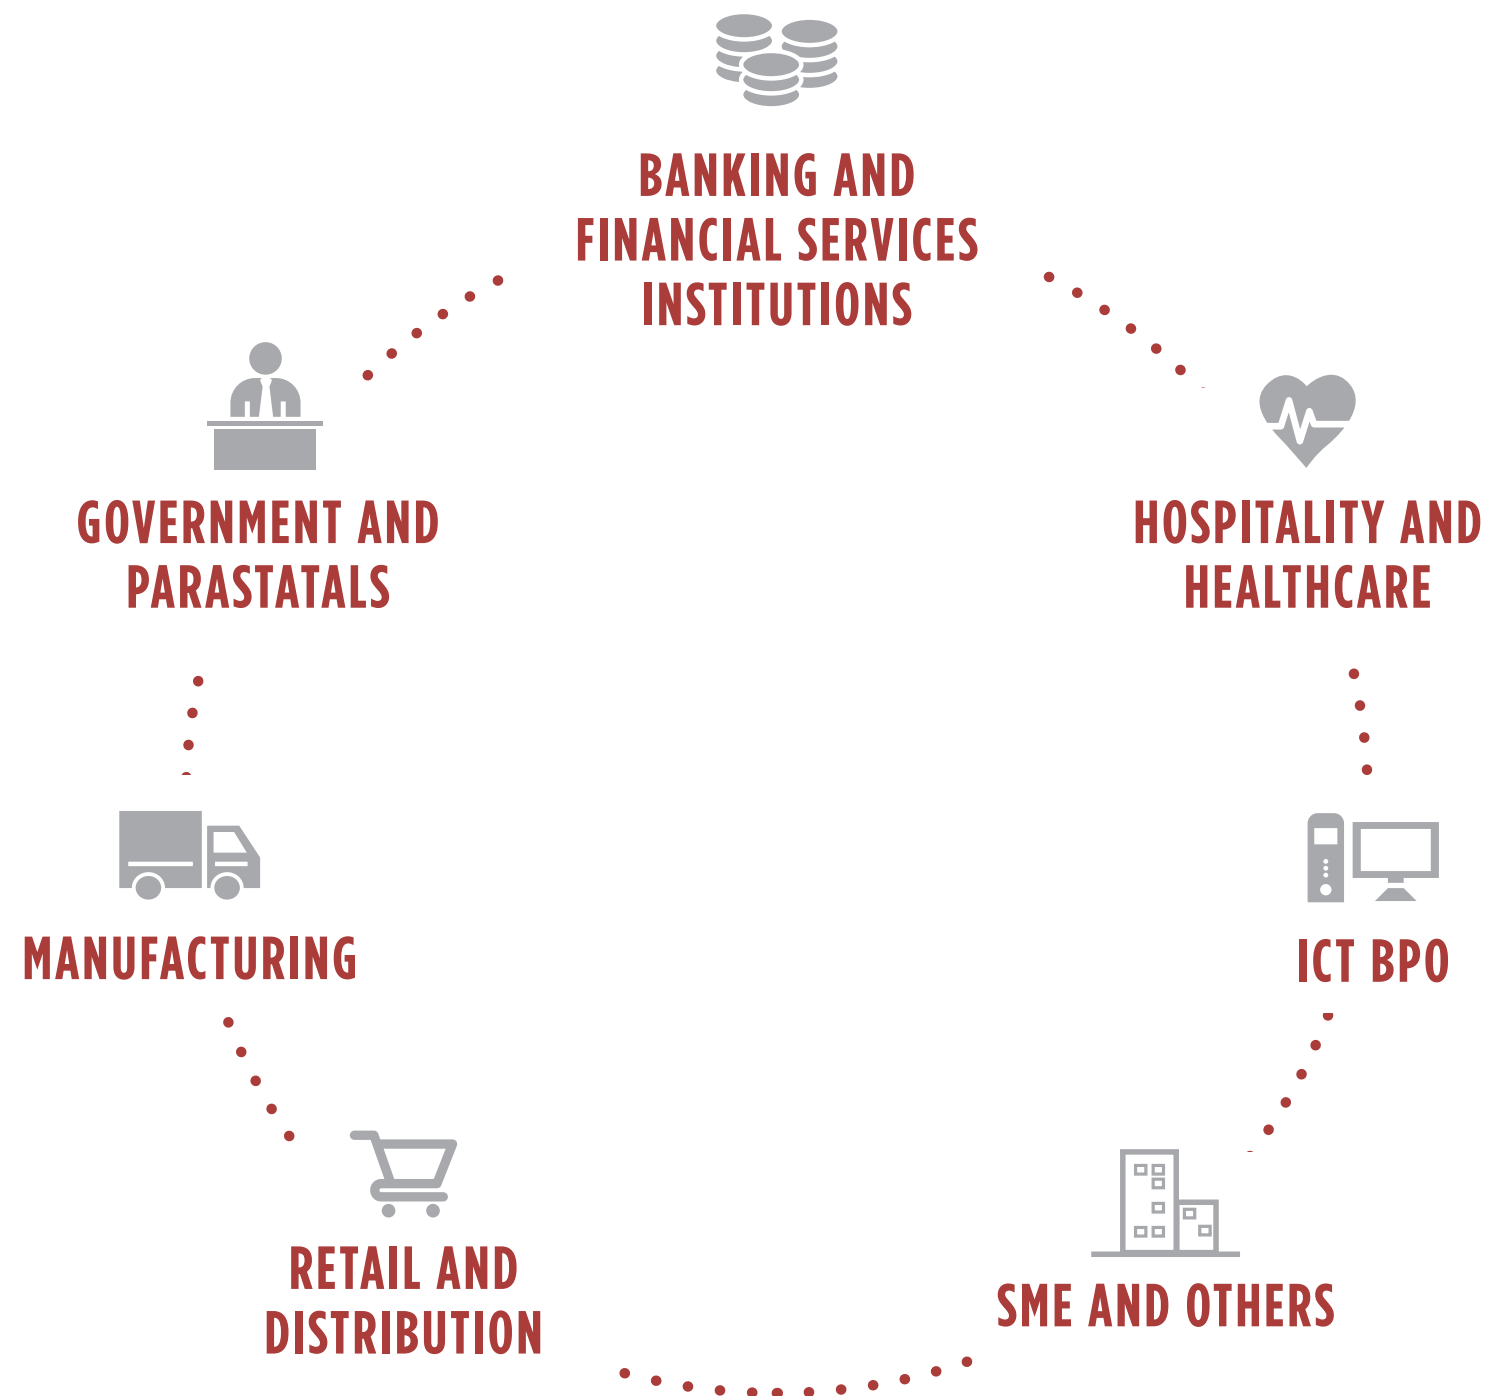 BANKING AND
FINANCIAL SERVICES
INSTITUTIONS
GOVERNMENT AND
PARASTATALS
HOSPITALITY AND
HEALTHCARE
MANUFACTURING
ICT BPO
RETAIL AND
DISTRIBUTION
SME AND OTHERS